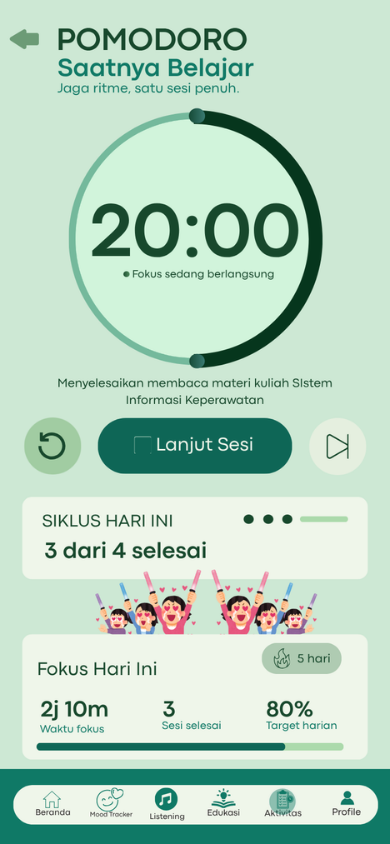 POMODORO
Saatnya Belajar
Jaga ritme, satu sesi penuh.
20:00
Fokus sedang berlangsung
Menyelesaikan membaca materi kuliah SIstem
Informasi Keperawatan
Lanjut Sesi
SIKLUS HARI INI
3 dari 4 selesai
5 hari
Fokus Hari Ini
2j 10m 3 80%
Waktu fokus Sesi selesai Target harian
Beranda Mood Tracker Listening Edukasi Aktivitas Profile